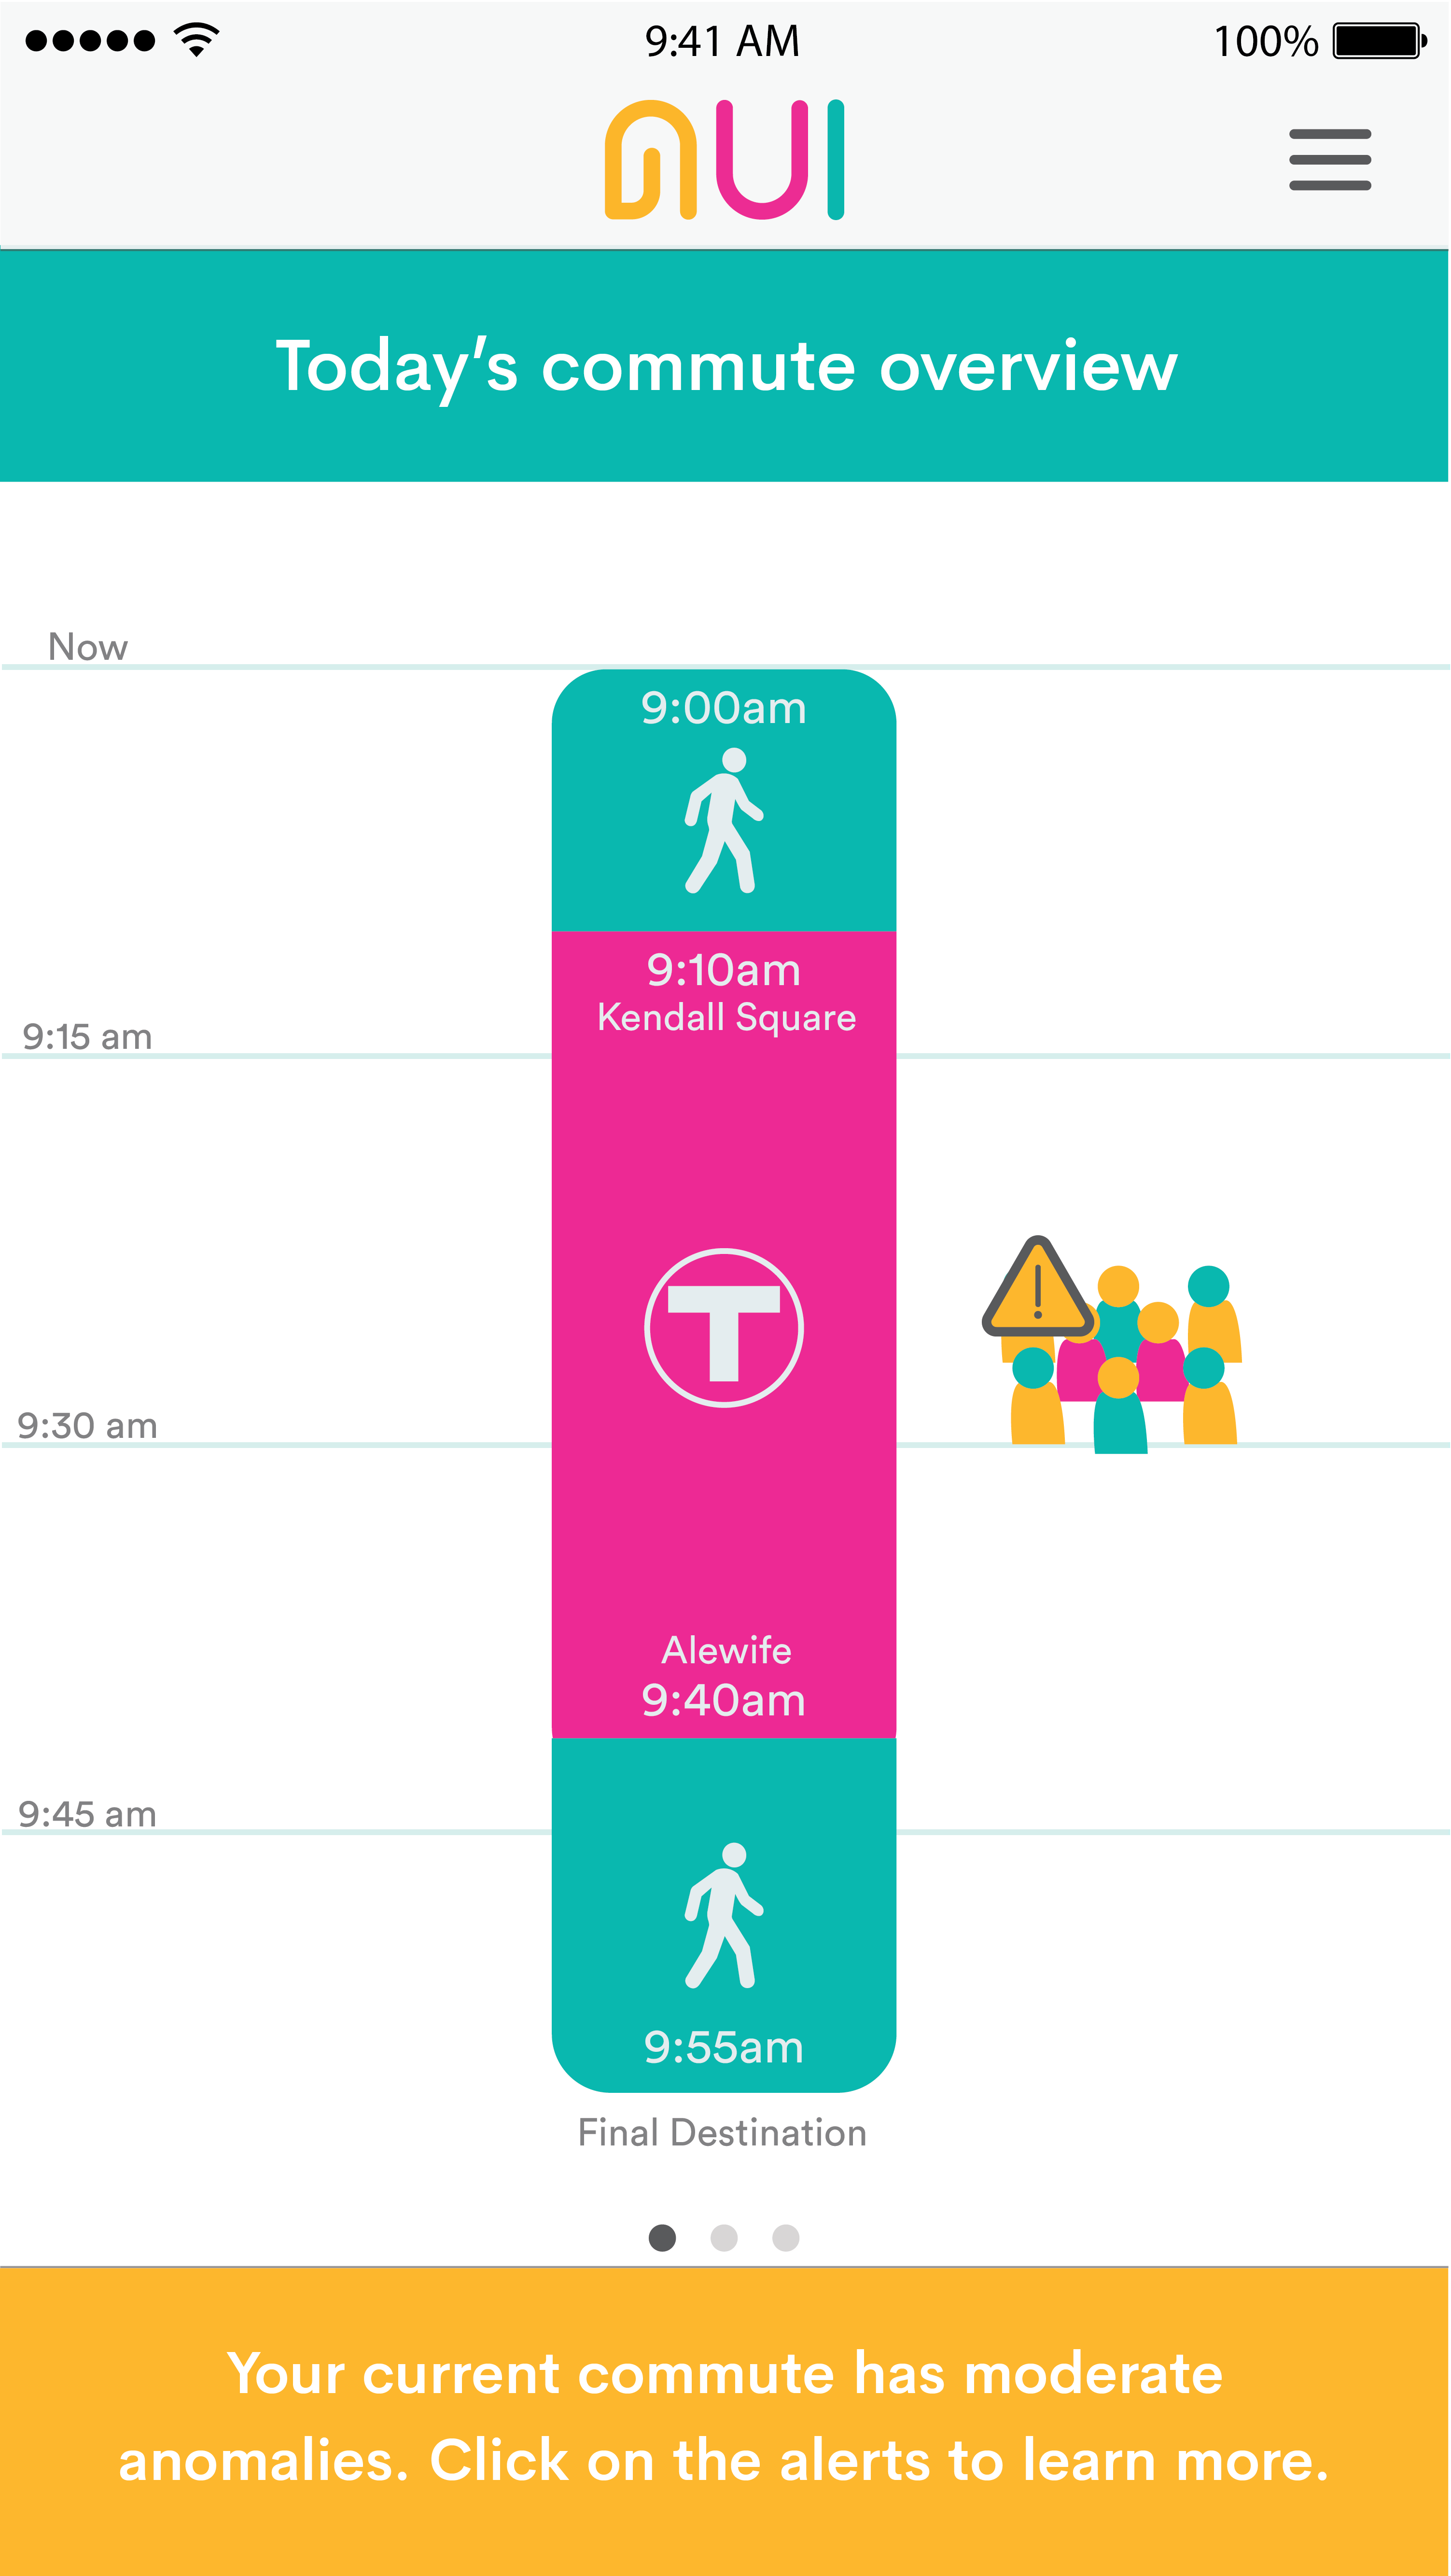 9:41 AM
100%
nUI
Today's commute overview
Now
9:00am
9:10am
Kendall Square
9:15 am
T
9:30 am
Alewife
9:40am
9:45 am
9:55am
Final Destination
Your current commute has moderate
anomalies. Click on the alerts to learn more.